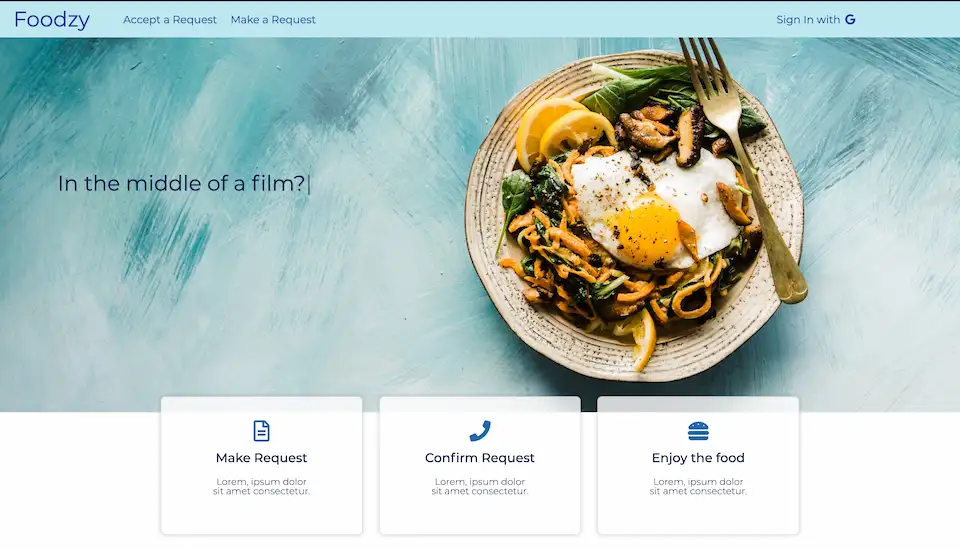 Foodzy
Accept a Request
Make a Request
Sign In with G
In the middle of a film?|
Make Request
Lorem, ipsum dolor
sit amet consectetur.
Confirm Request
Lorem, ipsum dolor
sit amet consectetur.
Enjoy the food
Lorem, ipsum dolor
sit amet consectetur.